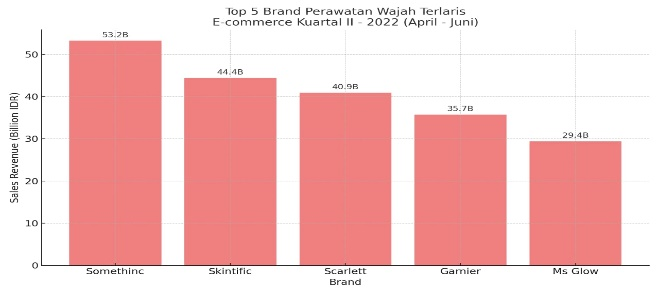 Top 5 Brand Perawatan Wajah Terlaris
E-commerce Kuartal II - 2022 (April - Juni)
Sales Revenue (Billion IDR)
50
40
30
20
10
0
53.2B
44.4B
40.9B
35.7B
29.4B
Somethinc
Skintific
Scarlett
Garnier
Ms Glow
Brand